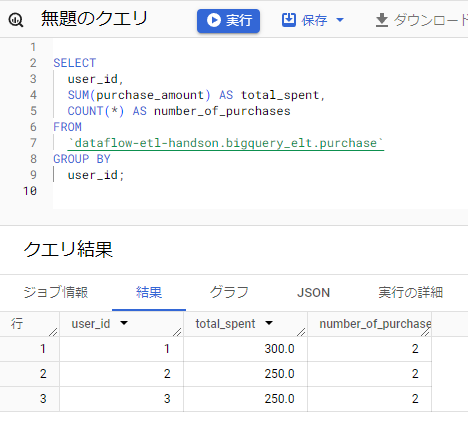 無題のクエリ 実行 保存 ダウンロード
1
2 SELECT
3 user_id,
4 SUM(purchase_amount) AS total_spent,
5 COUNT(*) AS number_of_purchases
6 FROM
7 `dataflow-etl-handson.bigquery_elt.purchase`
8 GROUP BY
9 user_id;
10
クエリ結果
ジョブ情報 結果 グラフ JSON 実行の詳細
行 user_id total_spent number_of_purchase
1 1 300.0 2
2 2 250.0 2
3 3 250.0 2